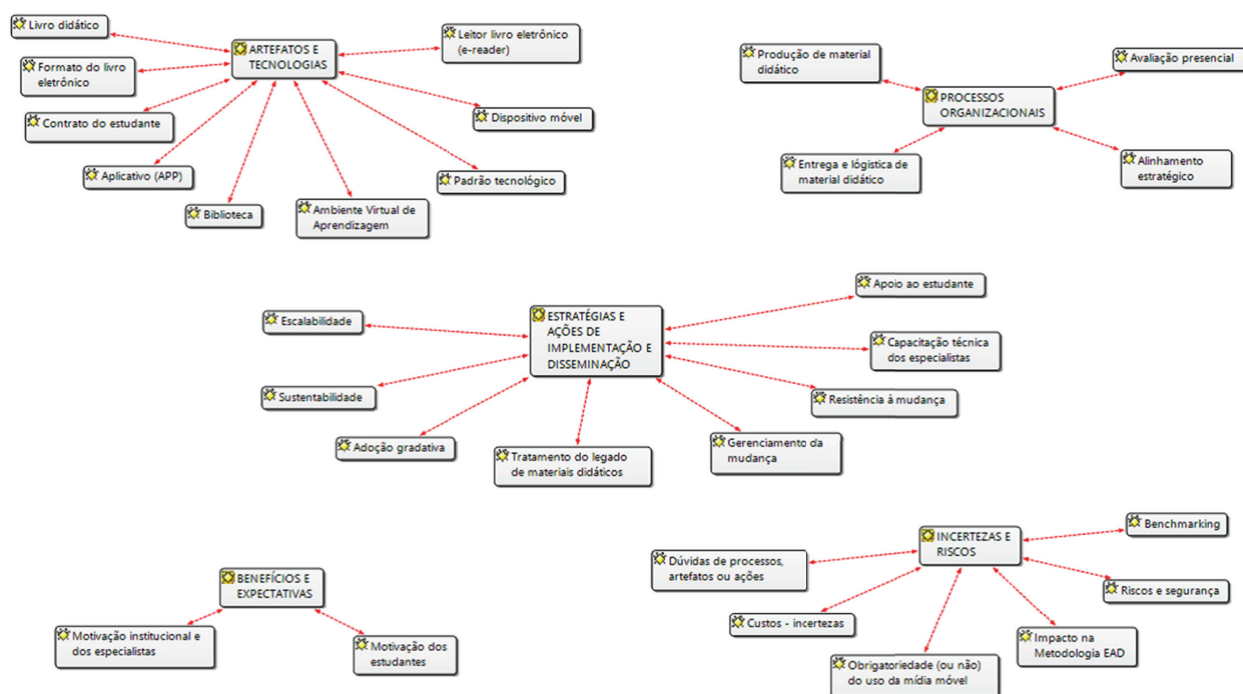 Livro didático
Formato do livro
eletrônico
Contrato do estudante
Aplicativo (APP)
Biblioteca
Ambiente Virtual de
Aprendizagem
Padrão tecnológico
Dispositivo móvel
Leitor livro eletrônico
(e-reader)
ARTEFATOS E
TECNOLOGIAS
Produção de material
didático
Avaliação presencial
PROCESSOS
ORGANIZACIONAIS
Entrega e lógistica de
material didático
Alinhamento
estratégico
Apoio ao estudante
Escalabilidade
ESTRATÉGIAS E
AÇÕES DE
IMPLEMENTAÇÃO E
DISSEMINAÇÃO
Capacitação técnica
dos especialistas
Sustentabilidade
Resistência à mudança
Adoção gradativa
Tratamento do legado
de materiais didáticos
Gerenciamento da
mudança
BENEFÍCIOS E
EXPECTATIVAS
Motivação institucional e
dos especialistas
Motivação dos
estudantes
INCERTEZAS E
RISCOS
Benchmarking
Dúvidas de processos,
artefatos ou ações
Riscos e segurança
Custos - incertezas
Impacto na
Metodologia EAD
Obrigatoriedade (ou não)
do uso da mídia móvel